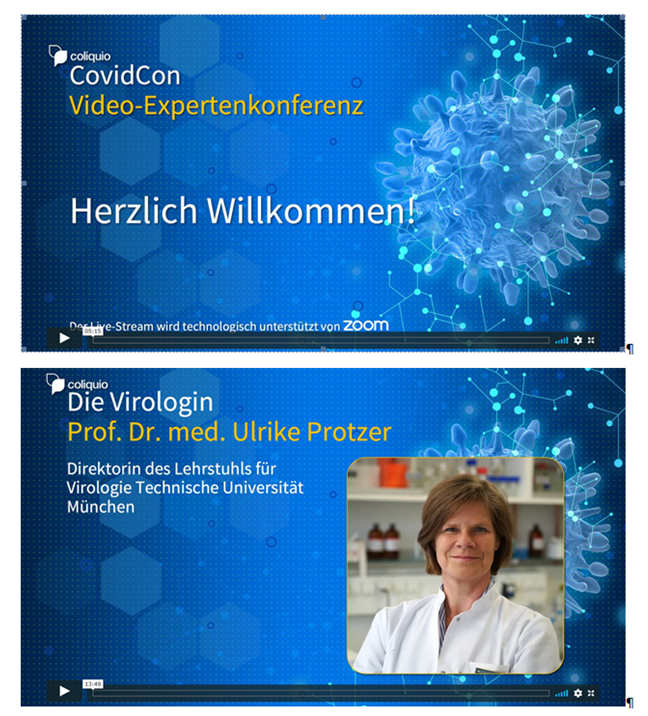 coliquio
CovidCon
Video-Expertenkonferenz
Herzlich Willkommen!
Der Live-Stream wird technologisch unterstützt von zoom
05:15
¶
coliquio
Die Virologin
Prof. Dr. med. Ulrike Protzer
Direktorin des Lehrstuhls für
Virologie Technische Universität
München
13:49
¶